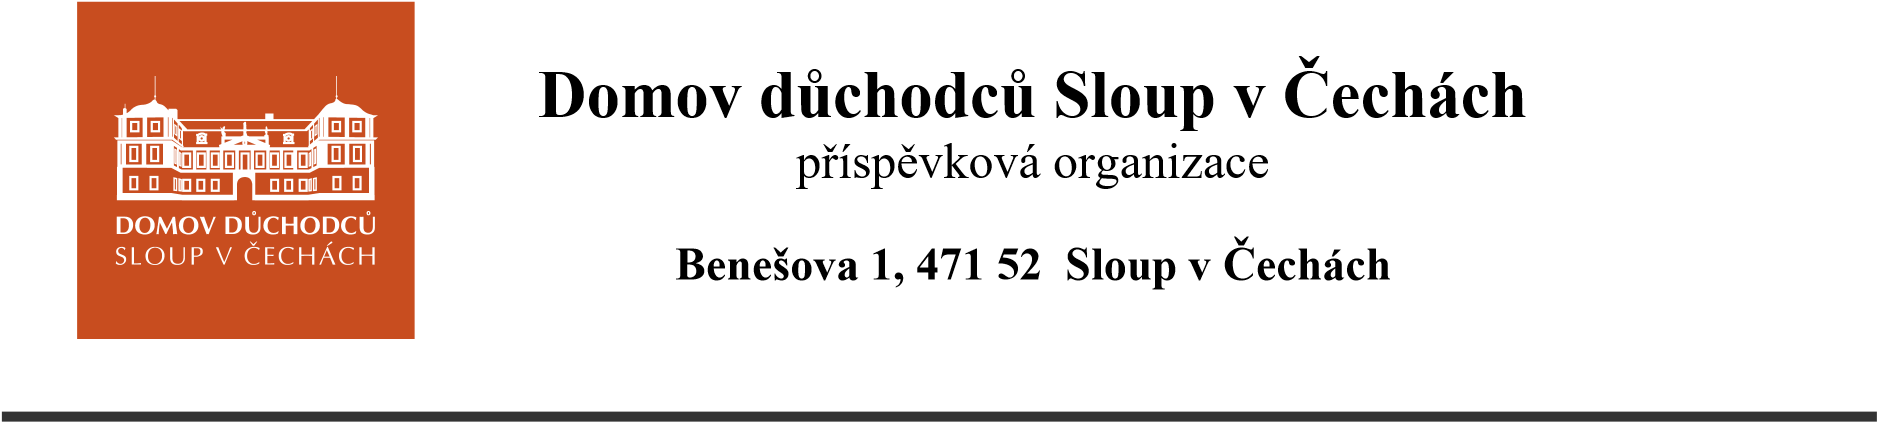 DOMOV DŮCHODCŮ
SLOUP V ČECHÁCH
Domov důchodců Sloup v Čechách
příspěvková organizace
Benešova 1, 471 52  Sloup v Čechách